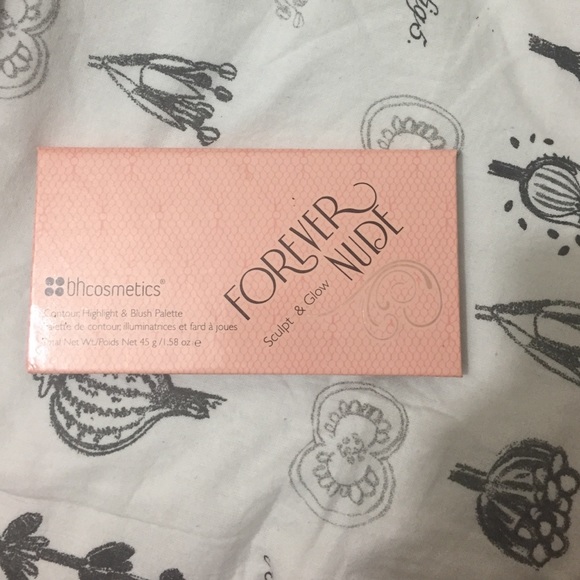 figs.
bhcosmetics®
Contour, Highlight & Blush Palette
Palette de contour, illuminatrices et fard à joues
Total Net Wt./Poids Net 45 g / 1.58 oz. ℮
FOREVER
NUDE
Sculpt & Glow